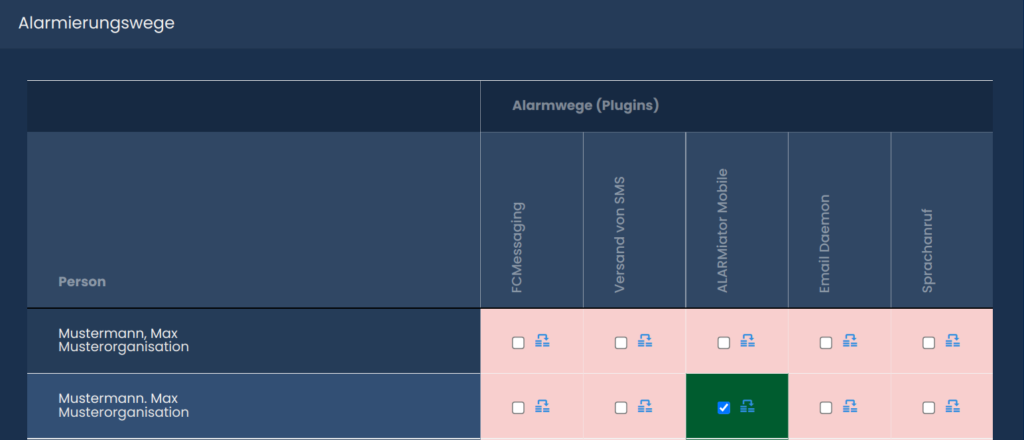 Alarmierungswege
Alarmwege (Plugins)
Person
FCMessaging
Versand von SMS
ALARMiator Mobile
Email Daemon
Sprachanruf
Mustermann, Max
Musterorganisation
Mustermann. Max
Musterorganisation